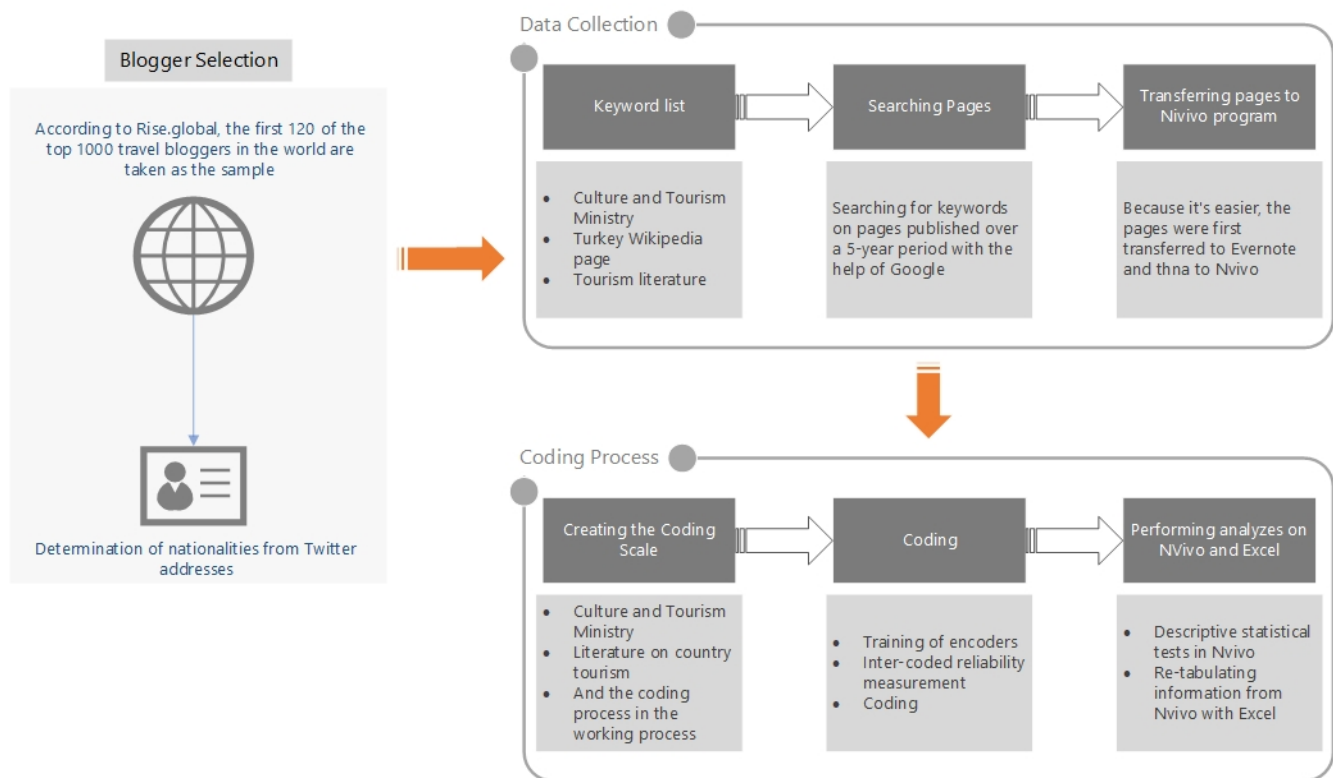 Blogger Selection
According to Rise.global, the first 120 of the
top 1000 travel bloggers in the world are
taken as the sample
Determination of nationalities from Twitter
addresses
Data Collection
Keyword list
• Culture and Tourism
Ministry
• Turkey Wikipedia
page
• Tourism literature
Searching Pages
Searching for keywords
on pages published over
a 5-year period with the
help of Google
Transferring pages to
Nivivo program
Because it's easier, the
pages were first
transferred to Evernote
and thna to Nvivo
Coding Process
Creating the Coding
Scale
• Culture and Tourism
Ministry
• Literature on country
tourism
• And the coding
process in the
working process
Coding
• Training of encoders
• Inter-coded reliability
measurement
• Coding
Performing analyzes on
NVivo and Excel
• Descriptive statistical
tests in Nvivo
• Re-tabulating
information from
Nvivo with Excel